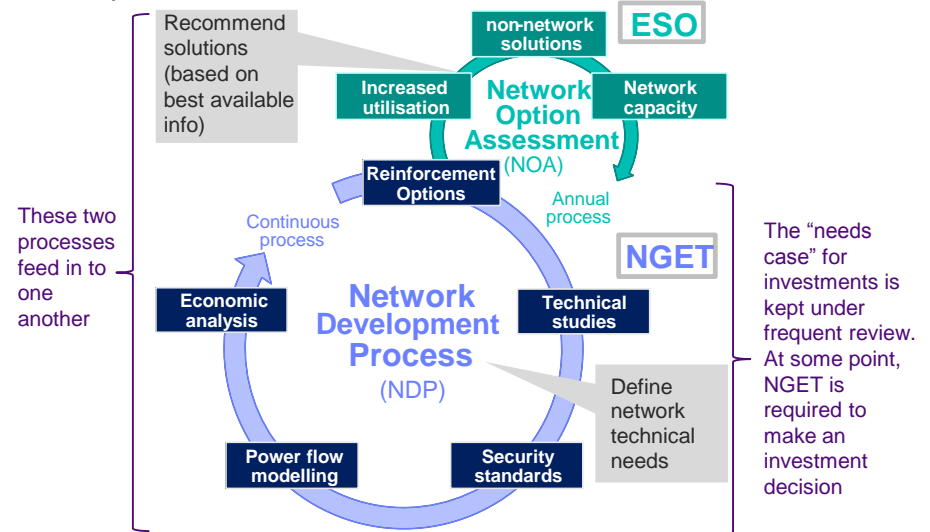 Recommend
solutions
(based on
best available
info)
non-network
solutions
ESO
Increased
utilisation
Network
capacity
Network
Option
Assessment
(NOA)
Reinforcement
Options
Annual
process
Continuous
process
These two
processes
feed in to
one
another
NGET
Economic
analysis
Network
Development
Process
(NDP)
Technical
studies
Define
network
technical
needs
Power flow
modelling
Security
standards
The “needs
case” for
investments is
kept under
frequent review.
At some point,
NGET is
required to
make an
investment
decision